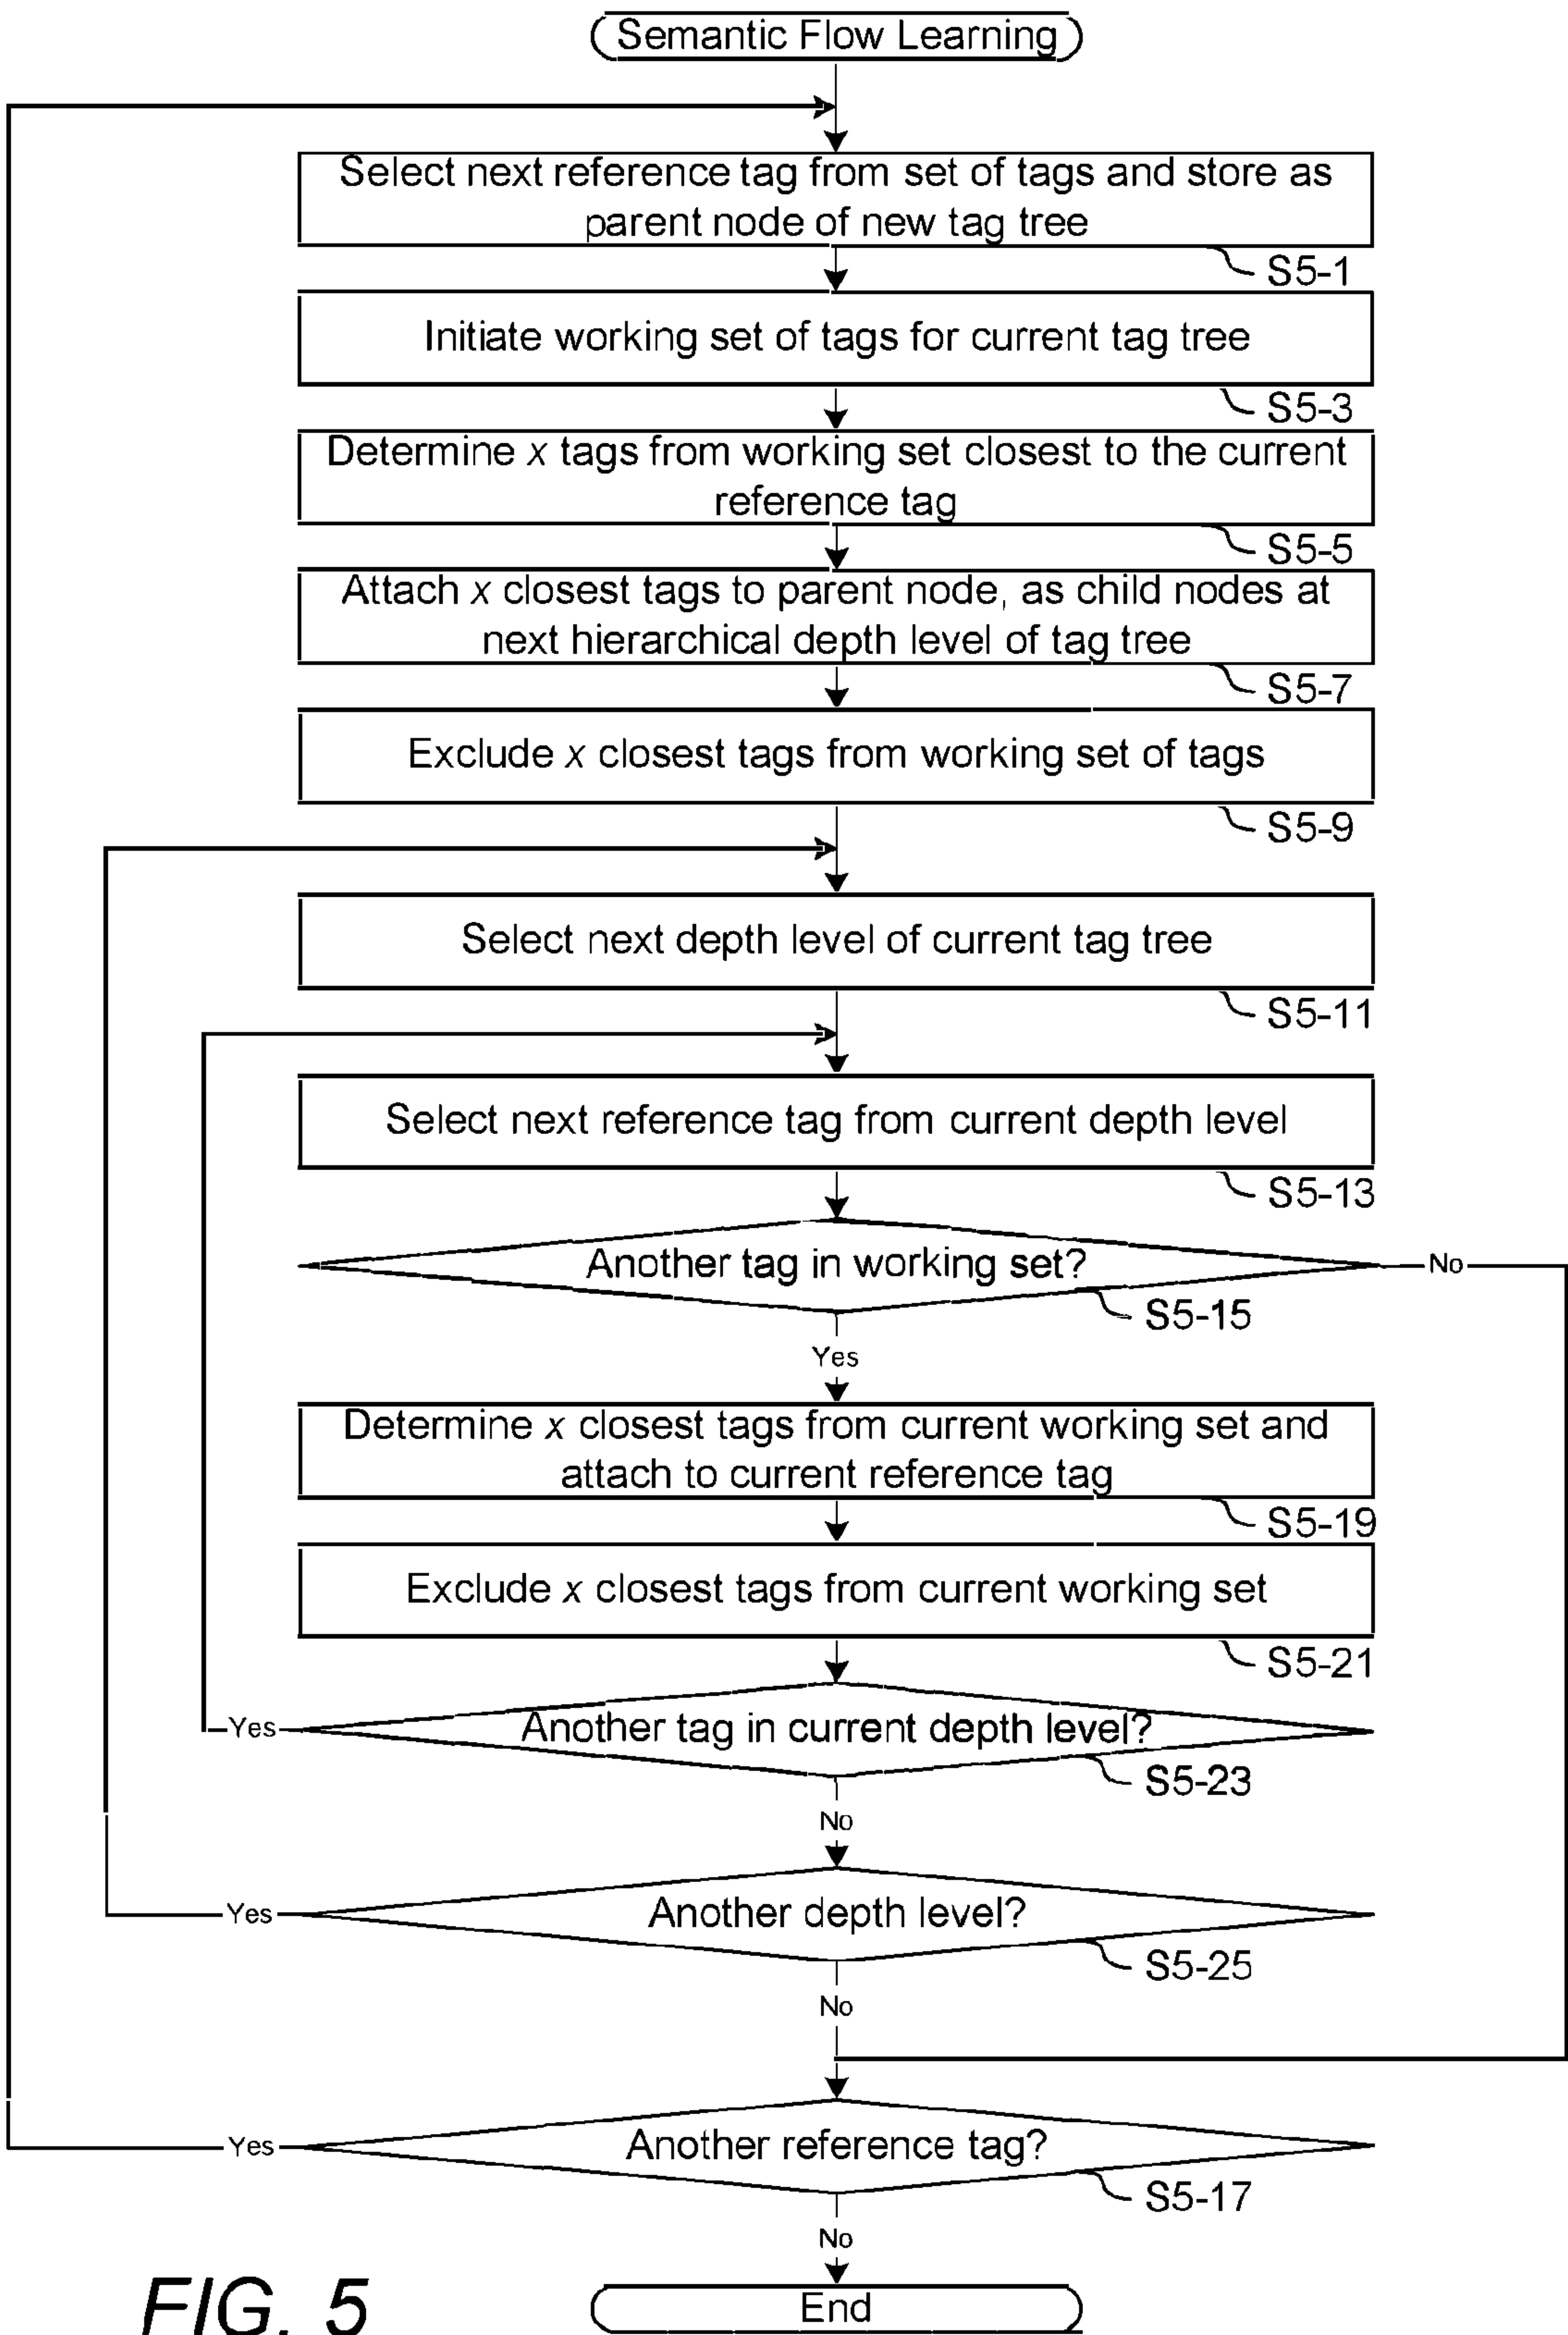 Semantic Flow Learning
Select next reference tag from set of tags and store as
parent node of new tag tree
S5-1
Initiate working set of tags for current tag tree
S5-3
Determine x tags from working set closest to the current
reference tag
S5-5
Attach x closest tags to parent node, as child nodes at
next hierarchical depth level of tag tree
S5-7
Exclude x closest tags from working set of tags
S5-9
Select next depth level of current tag tree
S5-11
Select next reference tag from current depth level
S5-13
Another tag in working set?
No
S5-15
Yes
Determine x closest tags from current working set and
attach to current reference tag
S5-19
Exclude x closest tags from current working set
S5-21
Yes
Another tag in current depth level?
S5-23
No
Yes
Another depth level?
S5-25
No
Yes
Another reference tag?
S5-17
No
End
FIG. 5